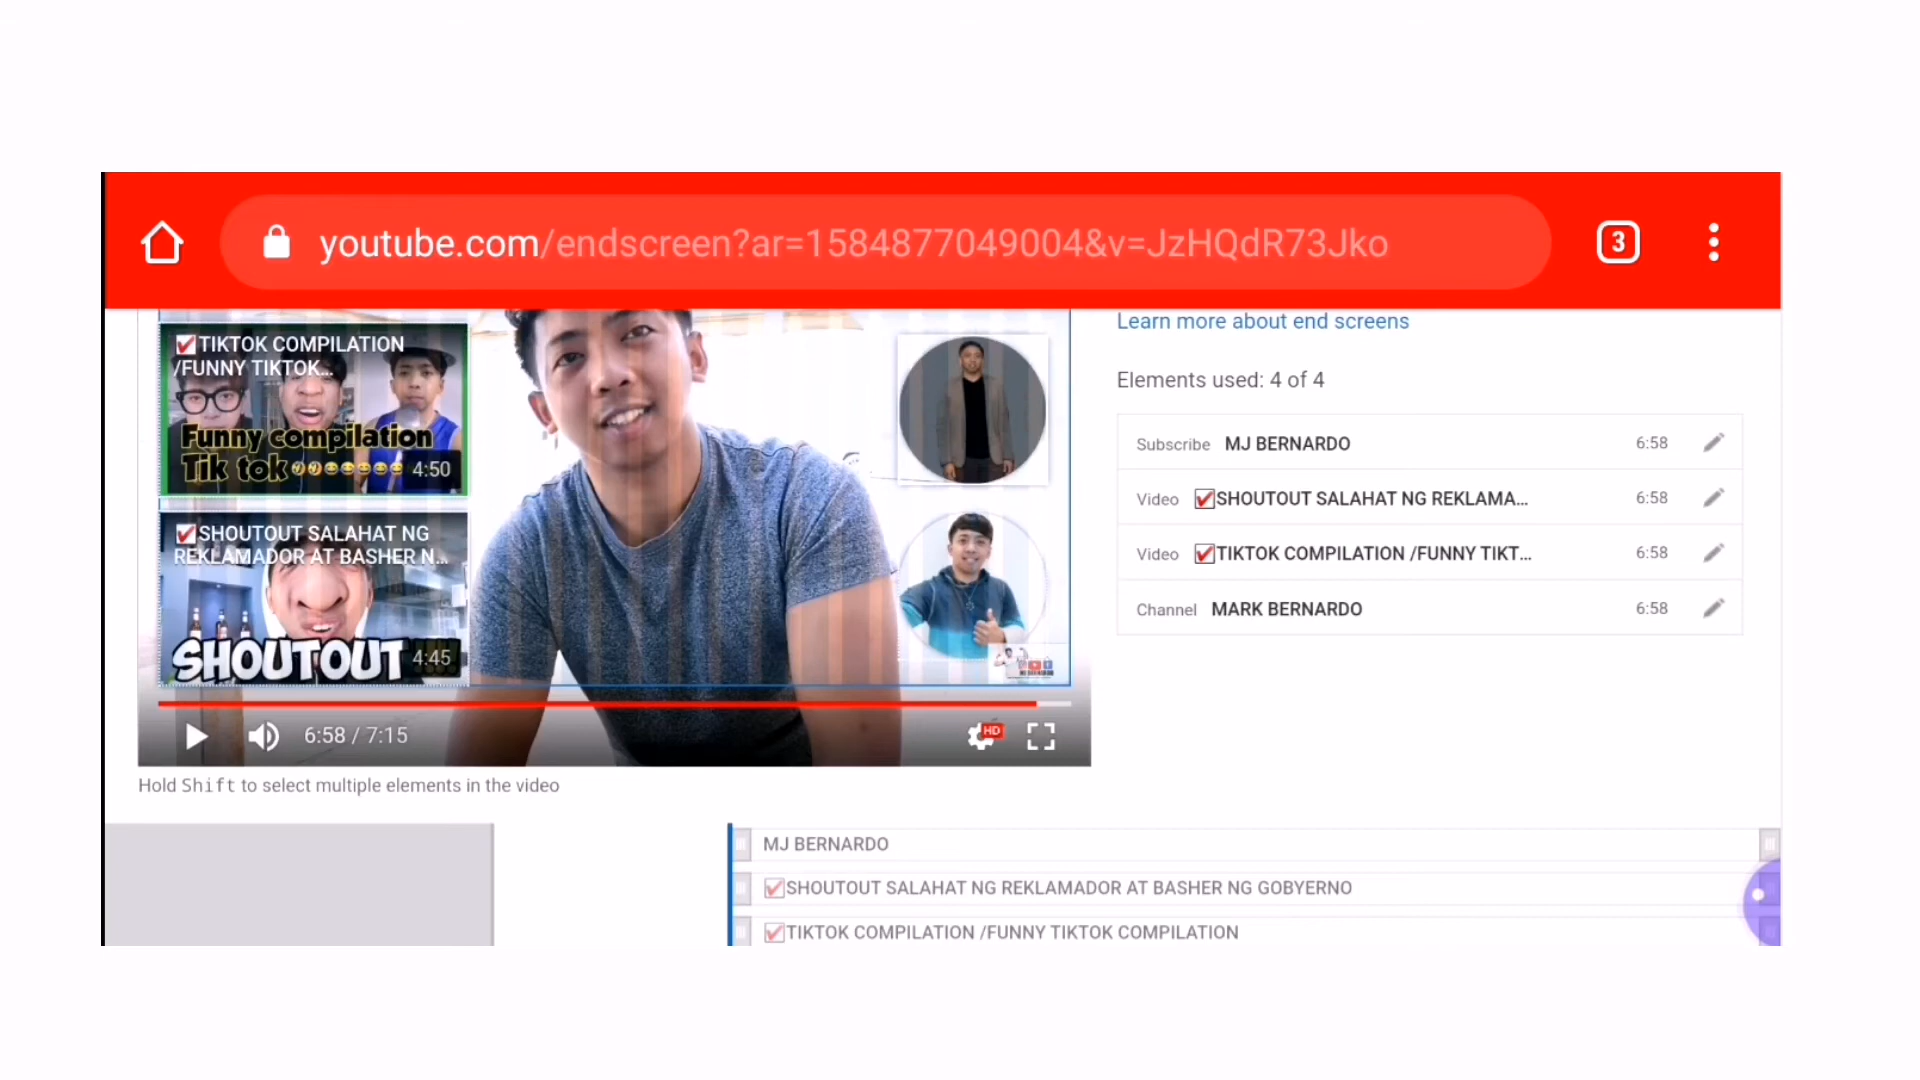 youtube.com/endscreen?ar=1584877049004&v=JzHQdR73Jko
3
☑TIKTOK COMPILATION
/FUNNY TIKTOK...
Funny compilation
Tik tok
4:50
☑SHOUTOUT SALAHAT NG
REKLAMADOR AT BASHER N...
SHOUTOUT
4:45
6:58 / 7:15
HD
Hold Shift to select multiple elements in the video
Learn more about end screens
Elements used: 4 of 4
Subscribe MJ BERNARDO 6:58
Video ☑SHOUTOUT SALAHAT NG REKLAMA... 6:58
Video ☑TIKTOK COMPILATION /FUNNY TIKT... 6:58
Channel MARK BERNARDO 6:58
MJ BERNARDO
☑SHOUTOUT SALAHAT NG REKLAMADOR AT BASHER NG GOBYERNO
☑TIKTOK COMPILATION /FUNNY TIKTOK COMPILATION